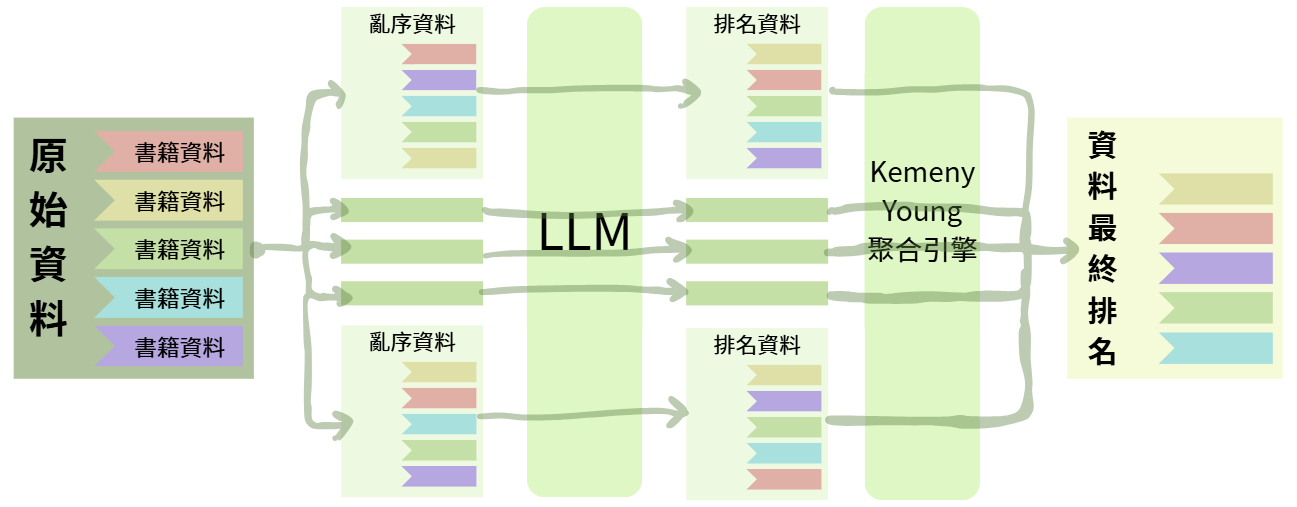 原始資料
書籍資料
書籍資料
書籍資料
書籍資料
書籍資料
亂序資料
亂序資料
LLM
排名資料
排名資料
Kemeny
Young
聚合引擎
資料最終排名